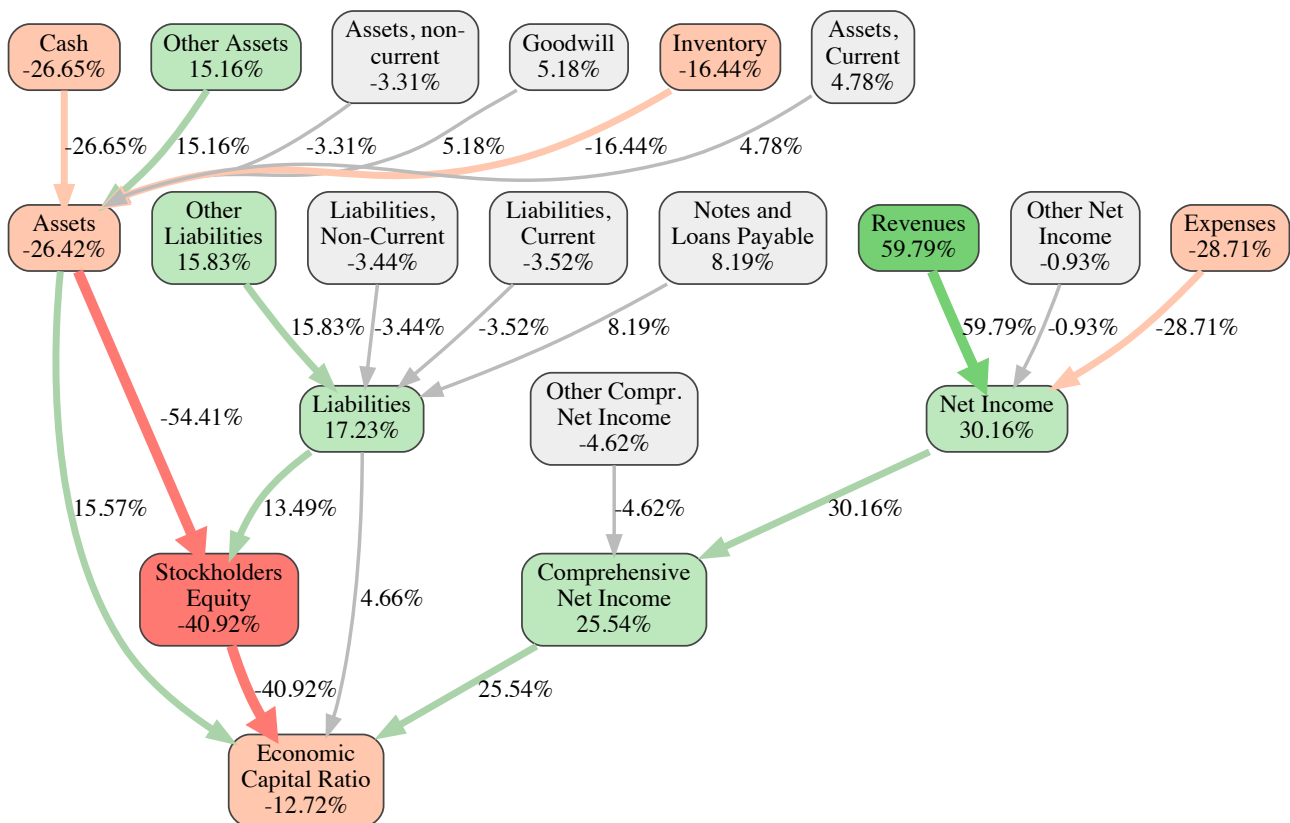 Cash
-26.65%
Other Assets
15.16%
Assets, non-
current
-3.31%
Goodwill
5.18%
Inventory
-16.44%
Assets,
Current
4.78%
-26.65%
15.16%
-3.31%
5.18%
-16.44%
4.78%
Assets
-26.42%
Other
Liabilities
15.83%
Liabilities,
Non-Current
-3.44%
Liabilities,
Current
-3.52%
Notes and
Loans Payable
8.19%
Revenues
59.79%
Other Net
Income
-0.93%
Expenses
-28.71%
15.83%
-3.44%
-3.52%
8.19%
59.79%
-0.93%
-28.71%
-54.41%
Liabilities
17.23%
Other Compr.
Net Income
-4.62%
Net Income
30.16%
15.57%
13.49%
-4.62%
30.16%
Stockholders
Equity
-40.92%
4.66%
Comprehensive
Net Income
25.54%
-40.92%
25.54%
Economic
Capital Ratio
-12.72%